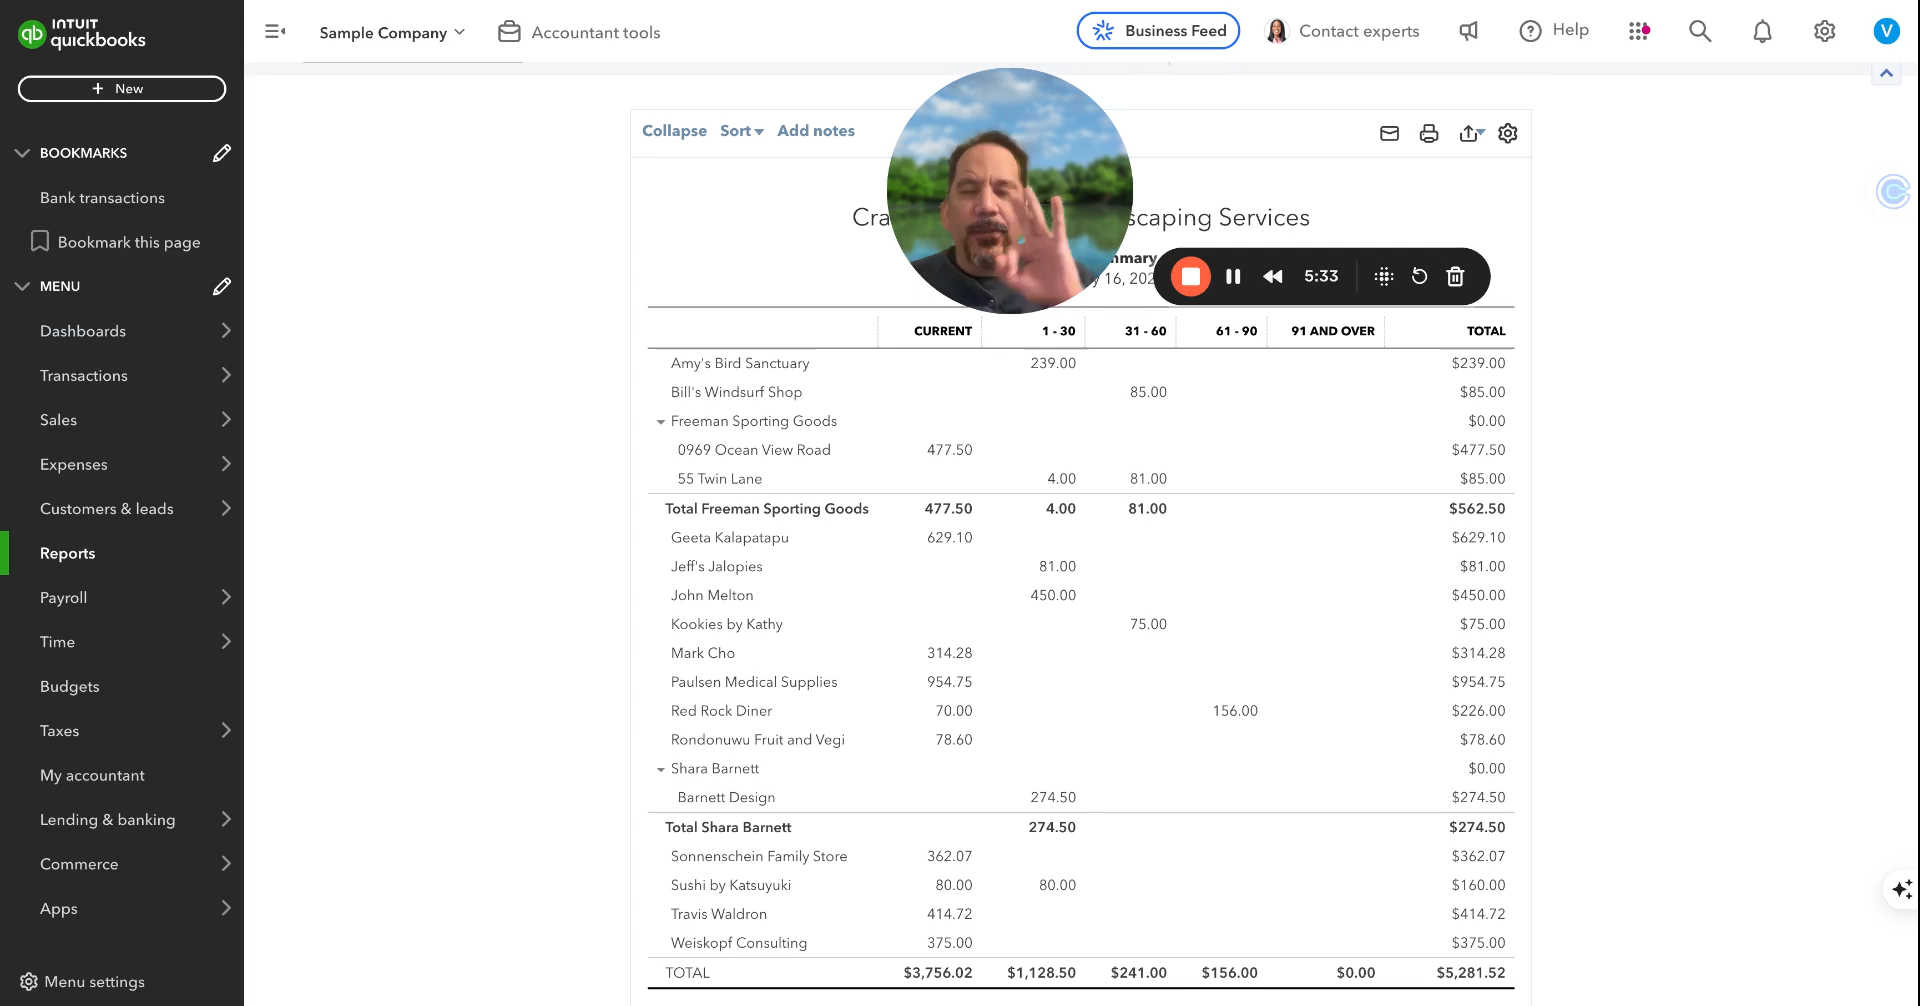 INTUIT
quickbooks
Sample Company
Accountant tools
Business Feed
Contact experts
Help
V
+ New
BOOKMARKS
Bank transactions
Bookmark this page
MENU
Dashboards
Transactions
Sales
Expenses
Customers & leads
Reports
Payroll
Time
Budgets
Taxes
My accountant
Lending & banking
Commerce
Apps
Menu settings
Collapse Sort Add notes
Cra scaping Services
mmary
y 16, 202
5:33
CURRENT 1 - 30 31 - 60 61 - 90 91 AND OVER TOTAL
Amy's Bird Sanctuary 239.00 $239.00
Bill's Windsurf Shop 85.00 $85.00
Freeman Sporting Goods $0.00
0969 Ocean View Road 477.50 $477.50
55 Twin Lane 4.00 81.00 $85.00
Total Freeman Sporting Goods 477.50 4.00 81.00 $562.50
Geeta Kalapatapu 629.10 $629.10
Jeff's Jalopies 81.00 $81.00
John Melton 450.00 $450.00
Kookies by Kathy 75.00 $75.00
Mark Cho 314.28 $314.28
Paulsen Medical Supplies 954.75 $954.75
Red Rock Diner 70.00 156.00 $226.00
Rondonuwu Fruit and Vegi 78.60 $78.60
Shara Barnett $0.00
Barnett Design 274.50 $274.50
Total Shara Barnett 274.50 $274.50
Sonnenschein Family Store 362.07 $362.07
Sushi by Katsuyuki 80.00 80.00 $160.00
Travis Waldron 414.72 $414.72
Weiskopf Consulting 375.00 $375.00
TOTAL $3,756.02 $1,128.50 $241.00 $156.00 $0.00 $5,281.52